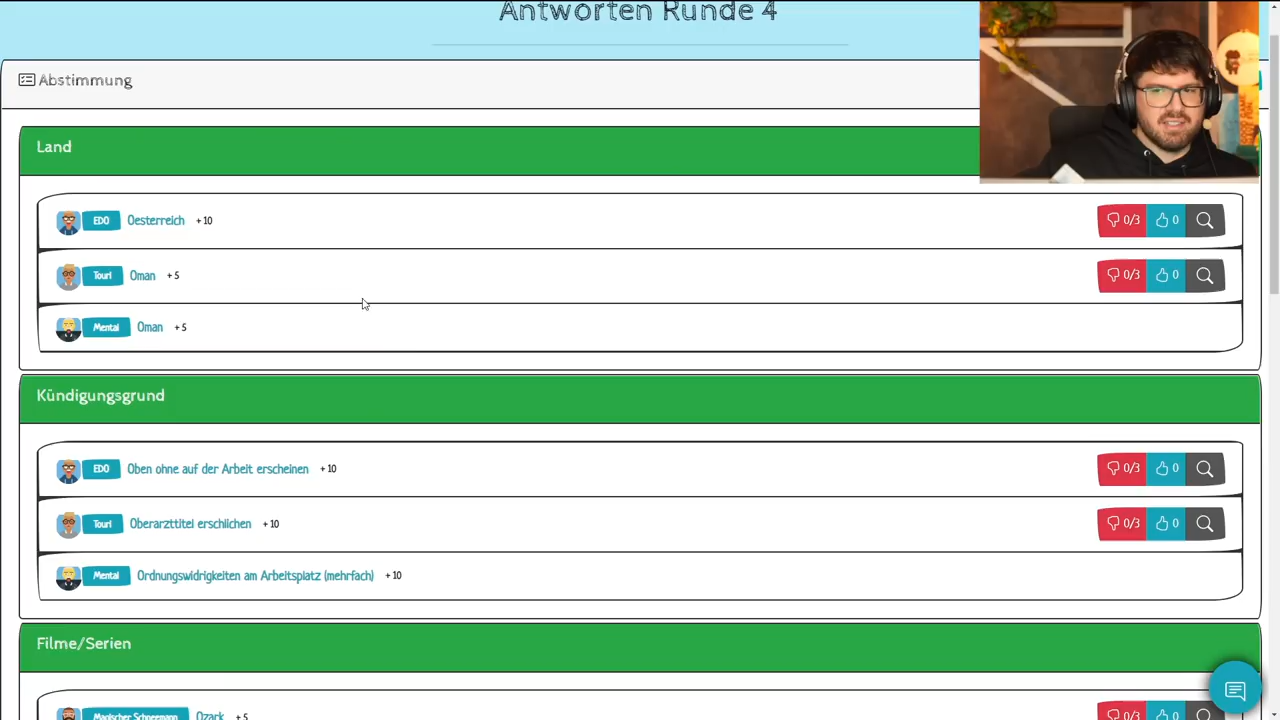 Antworten Runde 4
Abstimmung
Land
EDO Oesterreich +10 0/3 0
Touri Oman +5 0/3 0
Mental Oman +5
Kündigungsgrund
EDO Oben ohne auf der Arbeit erscheinen +10 0/3 0
Touri Oberarzttitel erschlichen +10 0/3 0
Mental Ordnungswidrigkeiten am Arbeitsplatz (mehrfach) +10
Filme/Serien
Magischer Schneemann Ozark +5 0/3 0